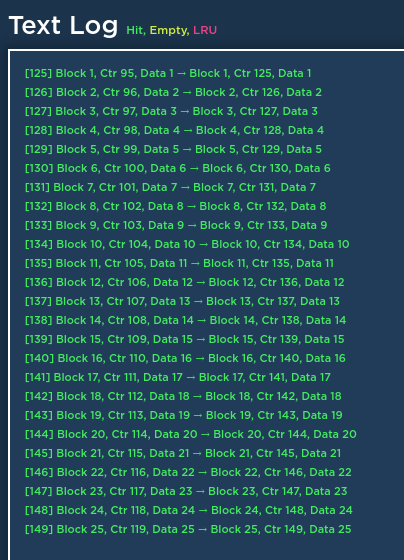 Text Log Hit, Empty, LRU
[125] Block 1, Ctr 95, Data 1 → Block 1, Ctr 125, Data 1
[126] Block 2, Ctr 96, Data 2 → Block 2, Ctr 126, Data 2
[127] Block 3, Ctr 97, Data 3 → Block 3, Ctr 127, Data 3
[128] Block 4, Ctr 98, Data 4 → Block 4, Ctr 128, Data 4
[129] Block 5, Ctr 99, Data 5 → Block 5, Ctr 129, Data 5
[130] Block 6, Ctr 100, Data 6 → Block 6, Ctr 130, Data 6
[131] Block 7, Ctr 101, Data 7 → Block 7, Ctr 131, Data 7
[132] Block 8, Ctr 102, Data 8 → Block 8, Ctr 132, Data 8
[133] Block 9, Ctr 103, Data 9 → Block 9, Ctr 133, Data 9
[134] Block 10, Ctr 104, Data 10 → Block 10, Ctr 134, Data 10
[135] Block 11, Ctr 105, Data 11 → Block 11, Ctr 135, Data 11
[136] Block 12, Ctr 106, Data 12 → Block 12, Ctr 136, Data 12
[137] Block 13, Ctr 107, Data 13 → Block 13, Ctr 137, Data 13
[138] Block 14, Ctr 108, Data 14 → Block 14, Ctr 138, Data 14
[139] Block 15, Ctr 109, Data 15 → Block 15, Ctr 139, Data 15
[140] Block 16, Ctr 110, Data 16 → Block 16, Ctr 140, Data 16
[141] Block 17, Ctr 111, Data 17 → Block 17, Ctr 141, Data 17
[142] Block 18, Ctr 112, Data 18 → Block 18, Ctr 142, Data 18
[143] Block 19, Ctr 113, Data 19 → Block 19, Ctr 143, Data 19
[144] Block 20, Ctr 114, Data 20 → Block 20, Ctr 144, Data 20
[145] Block 21, Ctr 115, Data 21 → Block 21, Ctr 145, Data 21
[146] Block 22, Ctr 116, Data 22 → Block 22, Ctr 146, Data 22
[147] Block 23, Ctr 117, Data 23 → Block 23, Ctr 147, Data 23
[148] Block 24, Ctr 118, Data 24 → Block 24, Ctr 148, Data 24
[149] Block 25, Ctr 119, Data 25 → Block 25, Ctr 149, Data 25